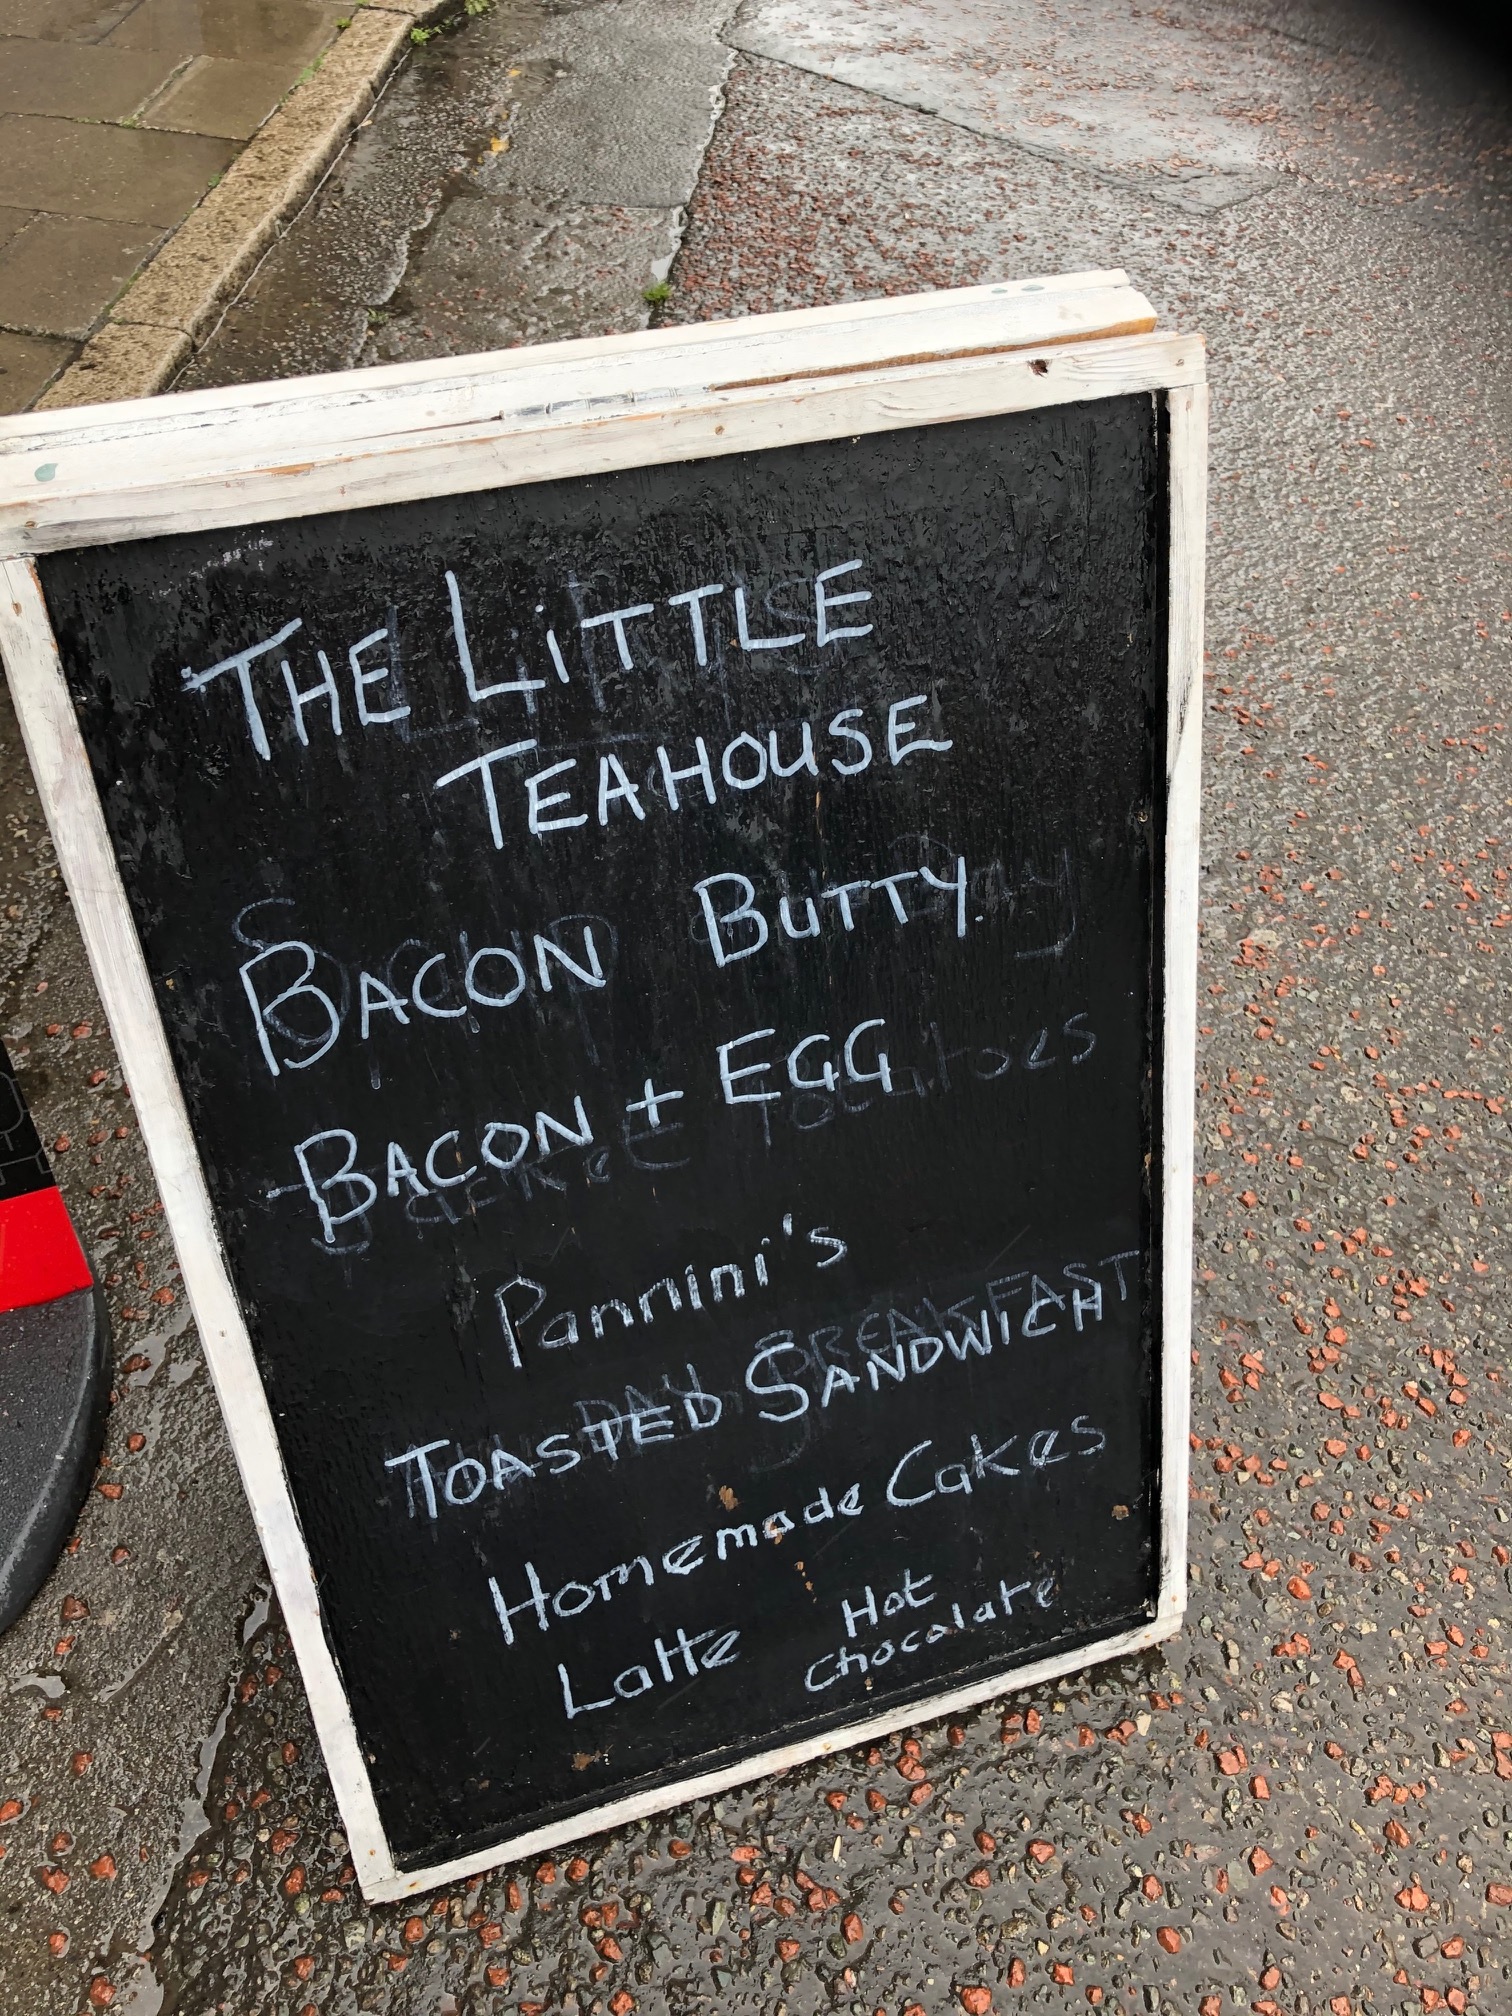 THE LiTTLE
TEAHOUSE
BACON BUTTY.
BACON + EGG
Pannini's
TOASTED SANDWICH
Homemade Cakes
Latte Hot
chocolate